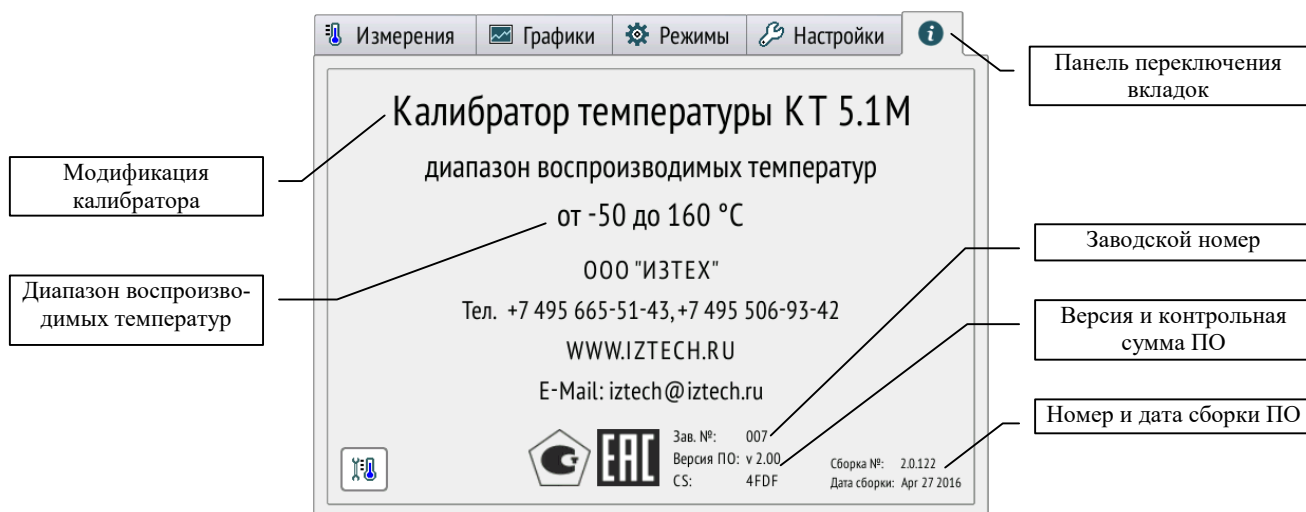 Измерения
Графики
Режимы
Настройки
i
Панель переключения
вкладок
Калибратор температуры КТ 5.1М
Модификация
калибратора
диапазон воспроизводимых температур
от -50 до 160 °C
Заводской номер
ООО "ИЗТЕХ"
Диапазон воспроизво-
димых температур
Тел. +7 495 665-51-43, +7 495 506-93-42
Версия и контрольная
сумма ПО
WWW.IZTECH.RU
E-Mail: iztech@iztech.ru
Номер и дата сборки ПО
ЕАС
Зав. №: 007
Версия ПО: v 2.00
CS: 4FDF
Сборка №: 2.0.122
Дата сборки: Apr 27 2016